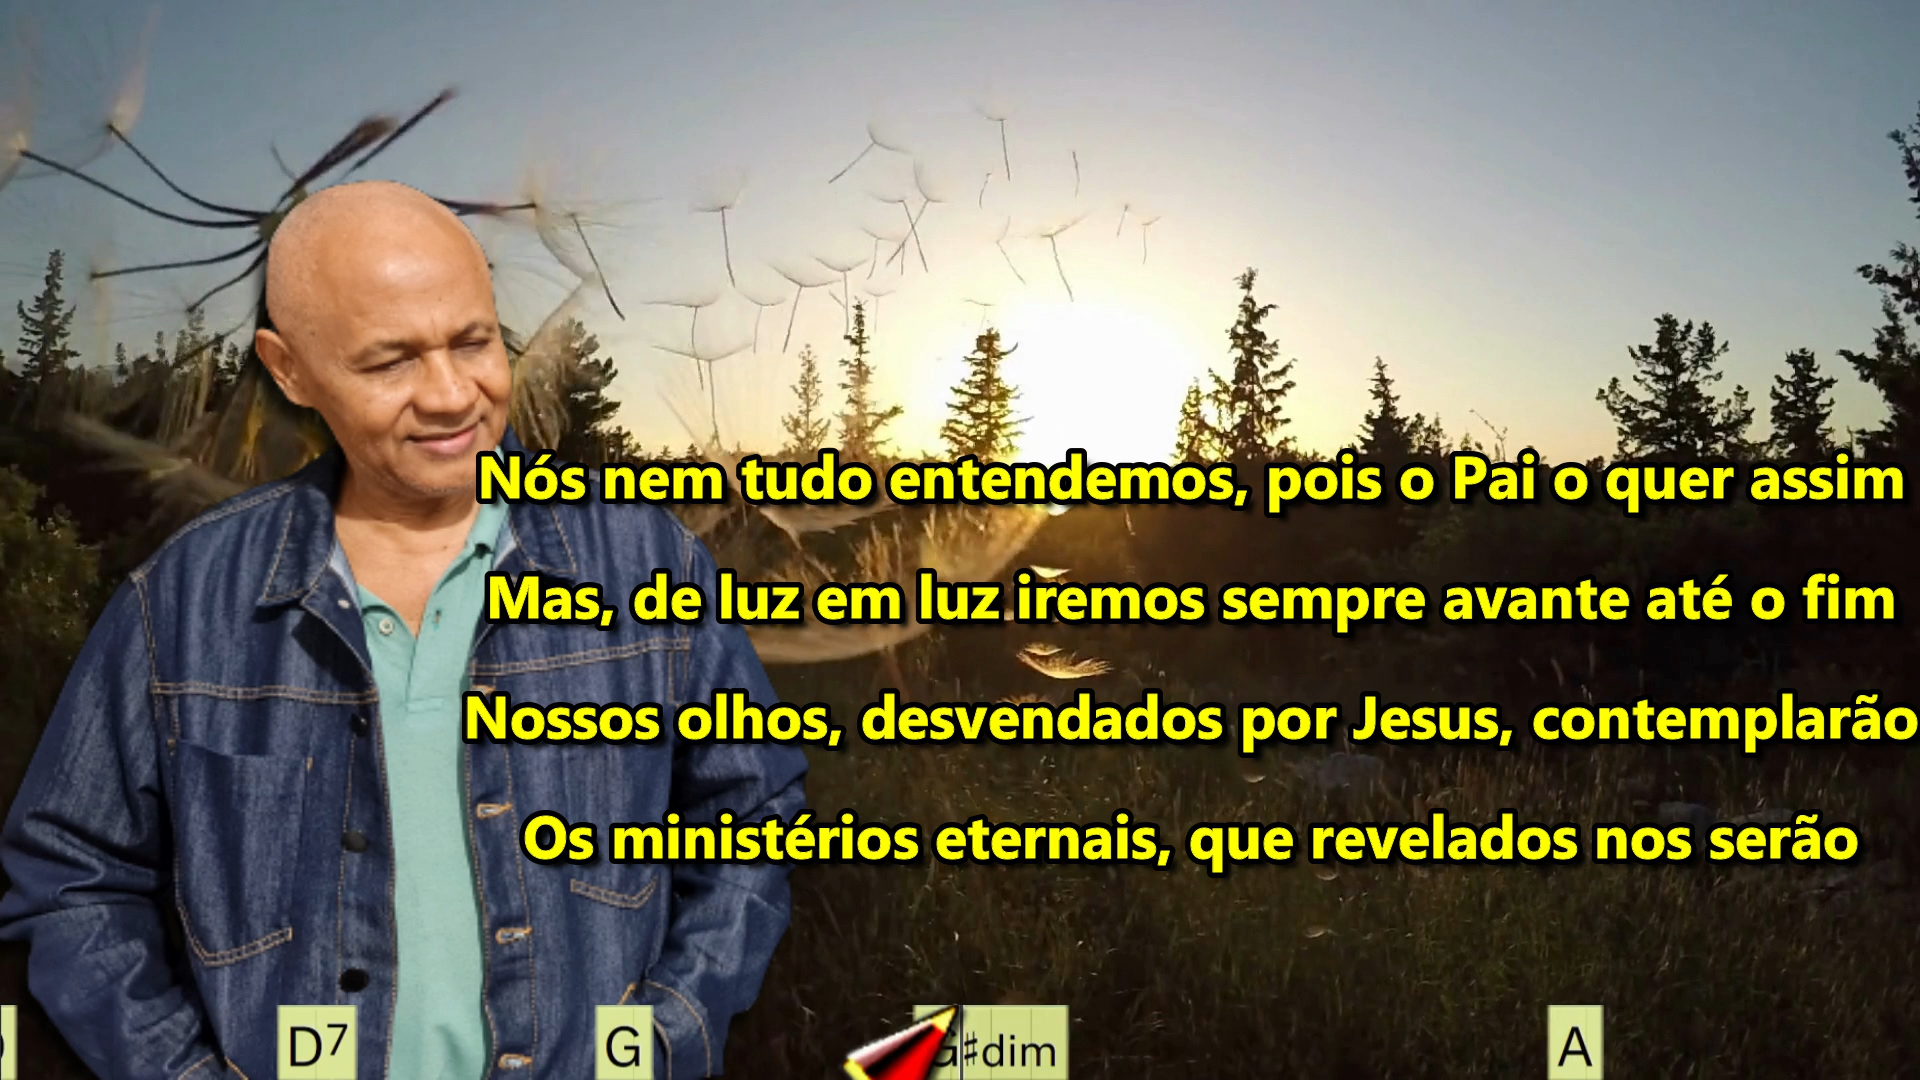 Nós nem tudo entendemos, pois o Pai o quer assim
Mas, de luz em luz iremos sempre avante até o fim
Nossos olhos, desvendados por Jesus, contemplarão
Os ministérios eternais, que revelados nos serão
D7 G G♯dim A